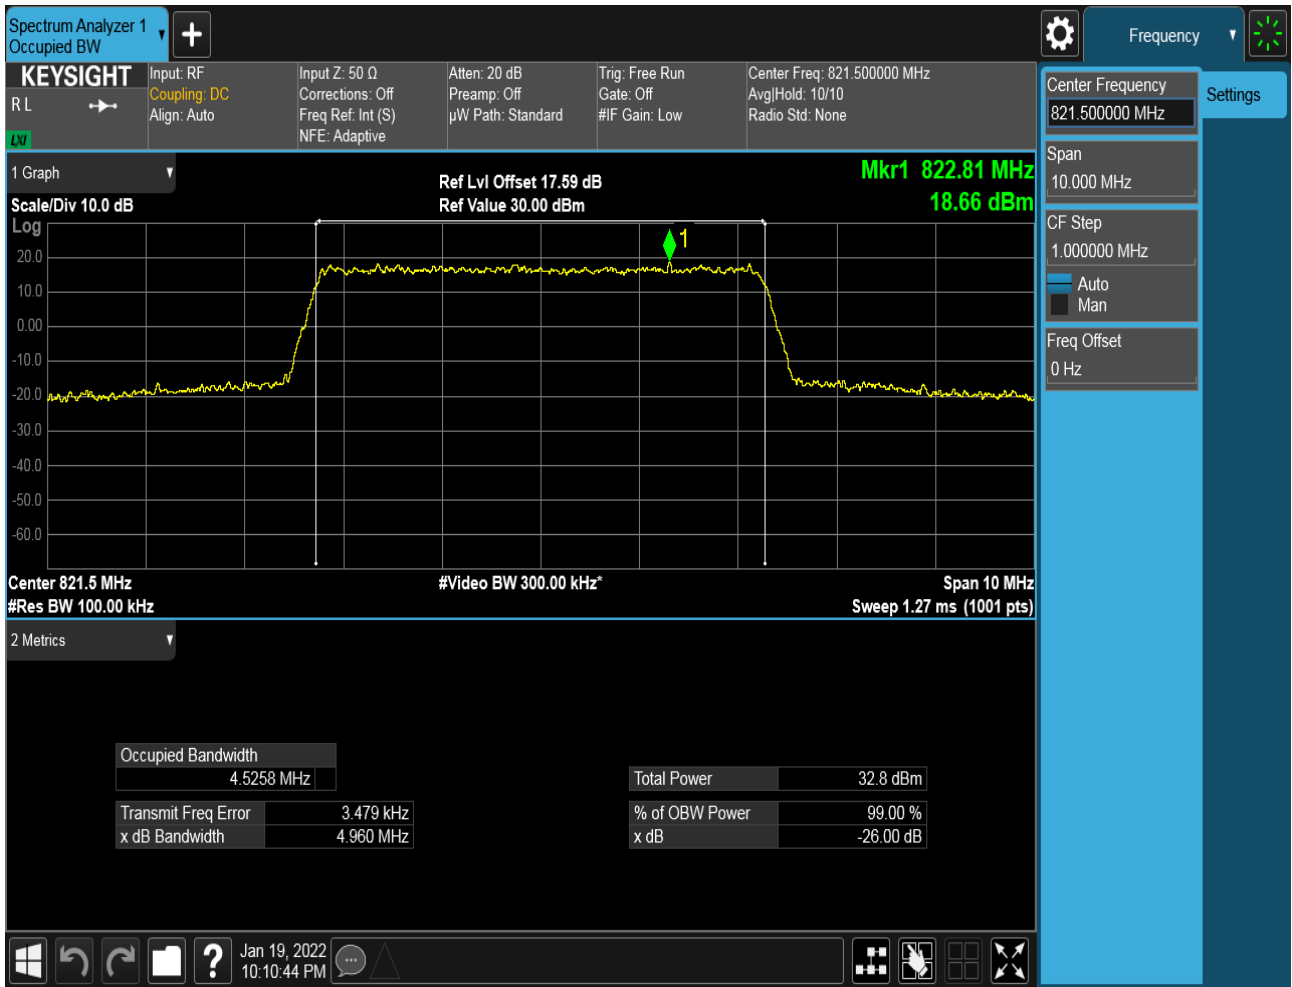 Spectrum Analyzer 1
Occupied BW
Frequency
KEYSIGHT
R L
LXI
Input: RF
Coupling: DC
Align: Auto
Input Z: 50 Ω
Corrections: Off
Freq Ref: Int (S)
NFE: Adaptive
Atten: 20 dB
Preamp: Off
µW Path: Standard
Trig: Free Run
Gate: Off
#IF Gain: Low
Center Freq: 821.500000 MHz
Avg|Hold: 10/10
Radio Std: None
Center Frequency
821.500000 MHz
Settings
Span
10.000 MHz
CF Step
1.000000 MHz
Auto
Man
Freq Offset
0 Hz
1 Graph
Scale/Div 10.0 dB
Ref Lvl Offset 17.59 dB
Ref Value 30.00 dBm
Mkr1 822.81 MHz
18.66 dBm
Log
1
20.0
10.0
0.00
-10.0
-20.0
-30.0
-40.0
-50.0
-60.0
Center 821.5 MHz
#Res BW 100.00 kHz
#Video BW 300.00 kHz*
Span 10 MHz
Sweep 1.27 ms (1001 pts)
2 Metrics
Occupied Bandwidth
4.5258 MHz
Transmit Freq Error 3.479 kHz
x dB Bandwidth 4.960 MHz
Total Power 32.8 dBm
% of OBW Power 99.00 %
x dB -26.00 dB
?
Jan 19, 2022
10:10:44 PM